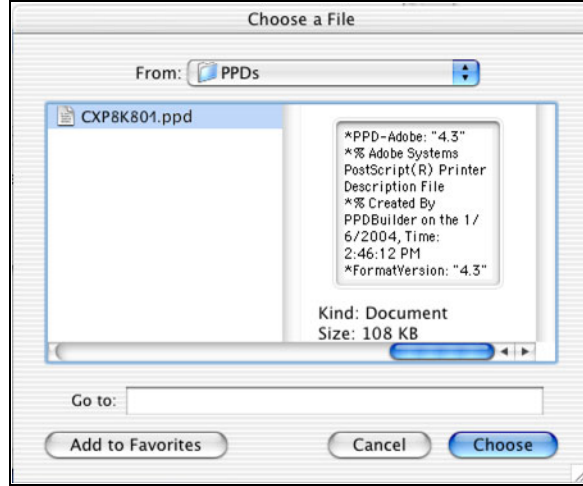 Choose a File
From: PPDs
CXP8K801.ppd
*PPD-Adobe: "4.3"
*% Adobe Systems
PostScript(R) Printer
Description File
*% Created By
PPDBuilder on the 1/
6/2004, Time:
2:46:12 PM
*FormatVersion: "4.3"
Kind: Document
Size: 108 KB
Go to:
Add to Favorites
Cancel
Choose